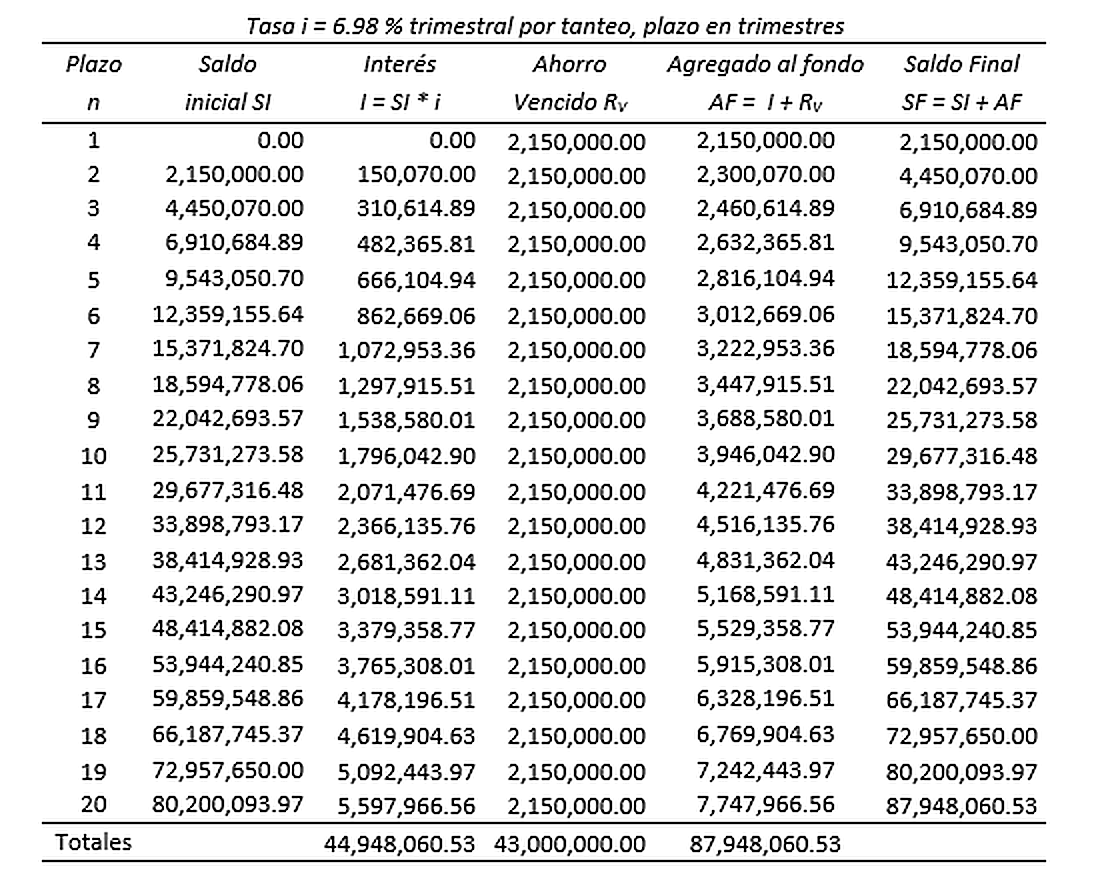 Tasa i = 6.98 % trimestral por tanteo, plazo en trimestres
Plazo Saldo Interés Ahorro Agregado al fondo Saldo Final
n inicial SI I = SI * i Vencido Rᵥ AF = I + Rᵥ SF = SI + AF
1 0.00 0.00 2,150,000.00 2,150,000.00 2,150,000.00
2 2,150,000.00 150,070.00 2,150,000.00 2,300,070.00 4,450,070.00
3 4,450,070.00 310,614.89 2,150,000.00 2,460,614.89 6,910,684.89
4 6,910,684.89 482,365.81 2,150,000.00 2,632,365.81 9,543,050.70
5 9,543,050.70 666,104.94 2,150,000.00 2,816,104.94 12,359,155.64
6 12,359,155.64 862,669.06 2,150,000.00 3,012,669.06 15,371,824.70
7 15,371,824.70 1,072,953.36 2,150,000.00 3,222,953.36 18,594,778.06
8 18,594,778.06 1,297,915.51 2,150,000.00 3,447,915.51 22,042,693.57
9 22,042,693.57 1,538,580.01 2,150,000.00 3,688,580.01 25,731,273.58
10 25,731,273.58 1,796,042.90 2,150,000.00 3,946,042.90 29,677,316.48
11 29,677,316.48 2,071,476.69 2,150,000.00 4,221,476.69 33,898,793.17
12 33,898,793.17 2,366,135.76 2,150,000.00 4,516,135.76 38,414,928.93
13 38,414,928.93 2,681,362.04 2,150,000.00 4,831,362.04 43,246,290.97
14 43,246,290.97 3,018,591.11 2,150,000.00 5,168,591.11 48,414,882.08
15 48,414,882.08 3,379,358.77 2,150,000.00 5,529,358.77 53,944,240.85
16 53,944,240.85 3,765,308.01 2,150,000.00 5,915,308.01 59,859,548.86
17 59,859,548.86 4,178,196.51 2,150,000.00 6,328,196.51 66,187,745.37
18 66,187,745.37 4,619,904.63 2,150,000.00 6,769,904.63 72,957,650.00
19 72,957,650.00 5,092,443.97 2,150,000.00 7,242,443.97 80,200,093.97
20 80,200,093.97 5,597,966.56 2,150,000.00 7,747,966.56 87,948,060.53
Totales 44,948,060.53 43,000,000.00 87,948,060.53